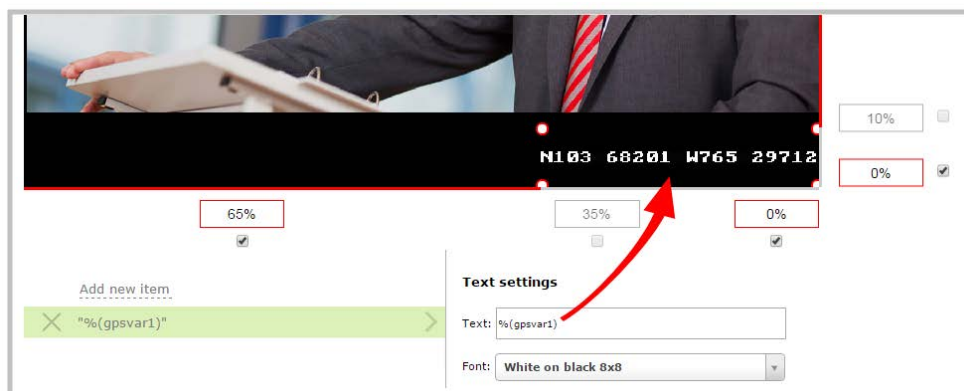 10%
N103 68201 W765 29712
0%
65% 35% 0%
Add new item
Text settings
"%(gpsvar1)"
Text: %(gpsvar1)
Font: White on black 8x8